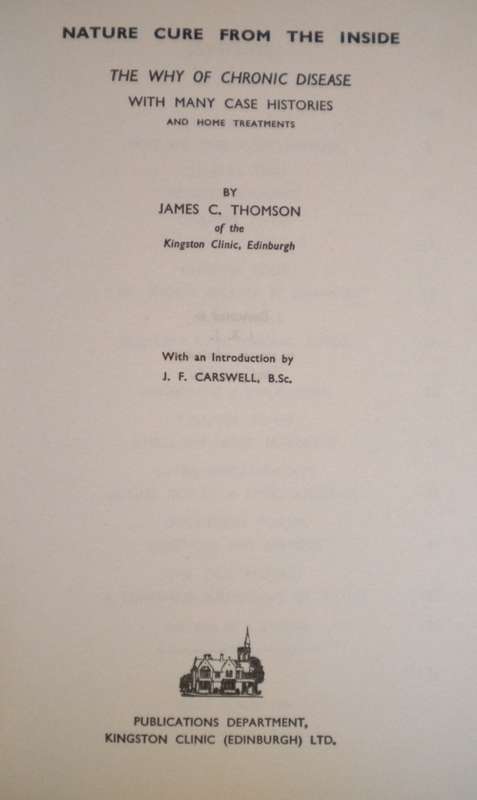 NATURE CURE FROM THE INSIDE
THE WHY OF CHRONIC DISEASE
WITH MANY CASE HISTORIES
AND HOME TREATMENTS
BY
JAMES C. THOMSON
of the
Kingston Clinic, Edinburgh
With an Introduction by
J. F. CARSWELL, B.Sc.
PUBLICATIONS DEPARTMENT,
KINGSTON CLINIC (EDINBURGH) LTD.